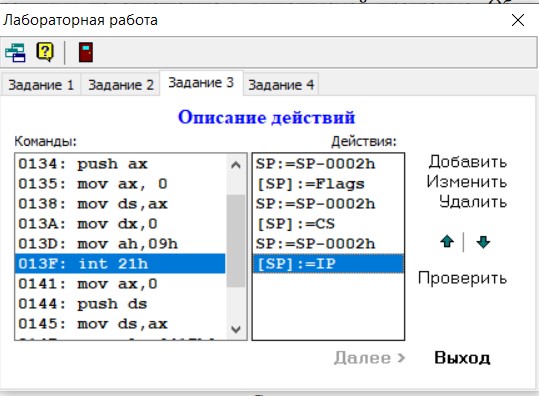 Лабораторная работа
Задание 1 Задание 2 Задание 3 Задание 4
Описание действий
Команды: Действия:
0134: push ax
0135: mov ax, 0
0138: mov ds,ax
013A: mov dx,0
013D: mov ah,09h
013F: int 21h
0141: mov ax,0
0144: push ds
0145: mov ds,ax
SP:=SP-0002h
[SP]:=Flags
SP:=SP-0002h
[SP]:=CS
SP:=SP-0002h
[SP]:=IP
Добавить
Изменить
Удалить
Проверить
Далее > Выход